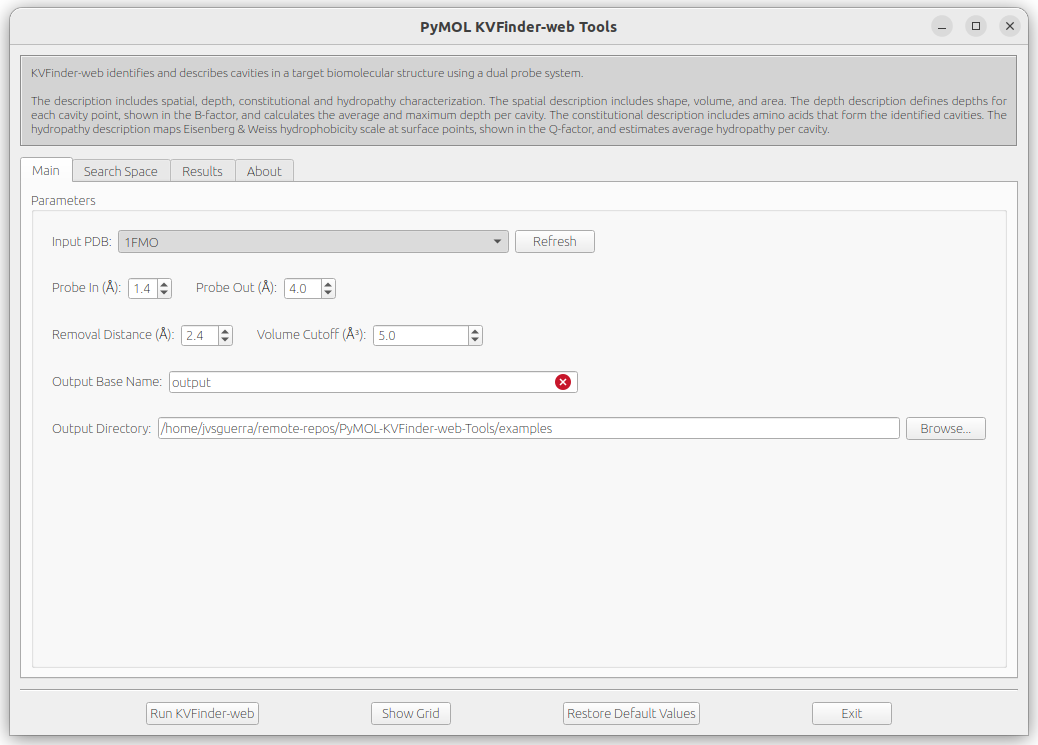 PyMOL KVFinder-web Tools
KVFinder-web identifies and describes cavities in a target biomolecular structure using a dual probe system.
The description includes spatial, depth, constitutional and hydropathy characterization. The spatial description includes shape, volume, and area. The depth description defines depths for
each cavity point, shown in the B-factor, and calculates the average and maximum depth per cavity. The constitutional description includes amino acids that form the identified cavities. The
hydropathy description maps Eisenberg & Weiss hydrophobicity scale at surface points, shown in the Q-factor, and estimates average hydropathy per cavity.
Main Search Space Results About
Parameters
Input PDB: 1FMO Refresh
Probe In (Å): 1.4 Probe Out (Å): 4.0
Removal Distance (Å): 2.4 Volume Cutoff (Å³): 5.0
Output Base Name: output
Output Directory: /home/jvsguerra/remote-repos/PyMOL-KVFinder-web-Tools/examples Browse...
Run KVFinder-web Show Grid Restore Default Values Exit